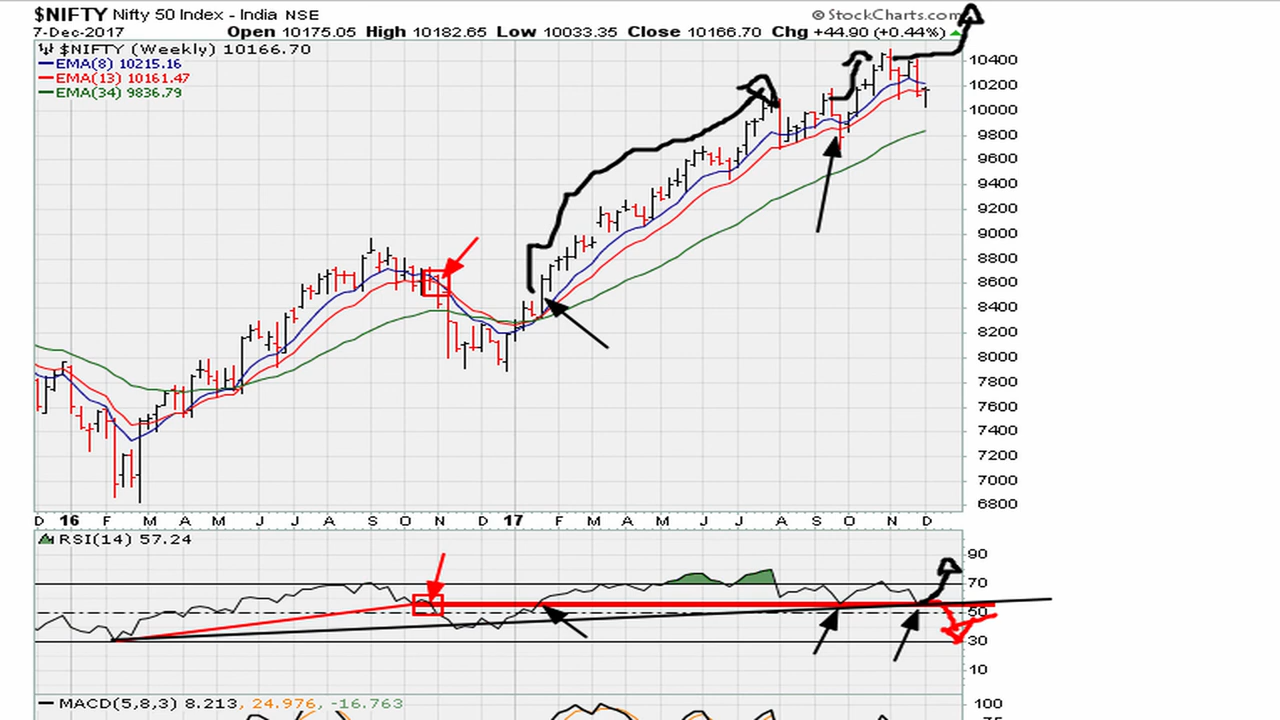 $NIFTY Nifty 50 Index - India NSE © StockCharts.com
7-Dec-2017 Open 10175.05 High 10182.65 Low 10033.35 Close 10166.70 Chg +44.90 (+0.44%)
$NIFTY (Weekly) 10166.70
EMA(8) 10215.16
EMA(13) 10161.47
EMA(34) 9836.79
10400
10200
10000
9800
9600
9400
9200
9000
8800
8600
8400
8200
8000
7800
7600
7400
7200
7000
6800
D 16 F M A M J J A S O N D 17 F M A M J J A S O N D
RSI(14) 57.24
90
70
50
30
10
MACD(5,8,3) 8.213, 24.976, -16.763
100
75